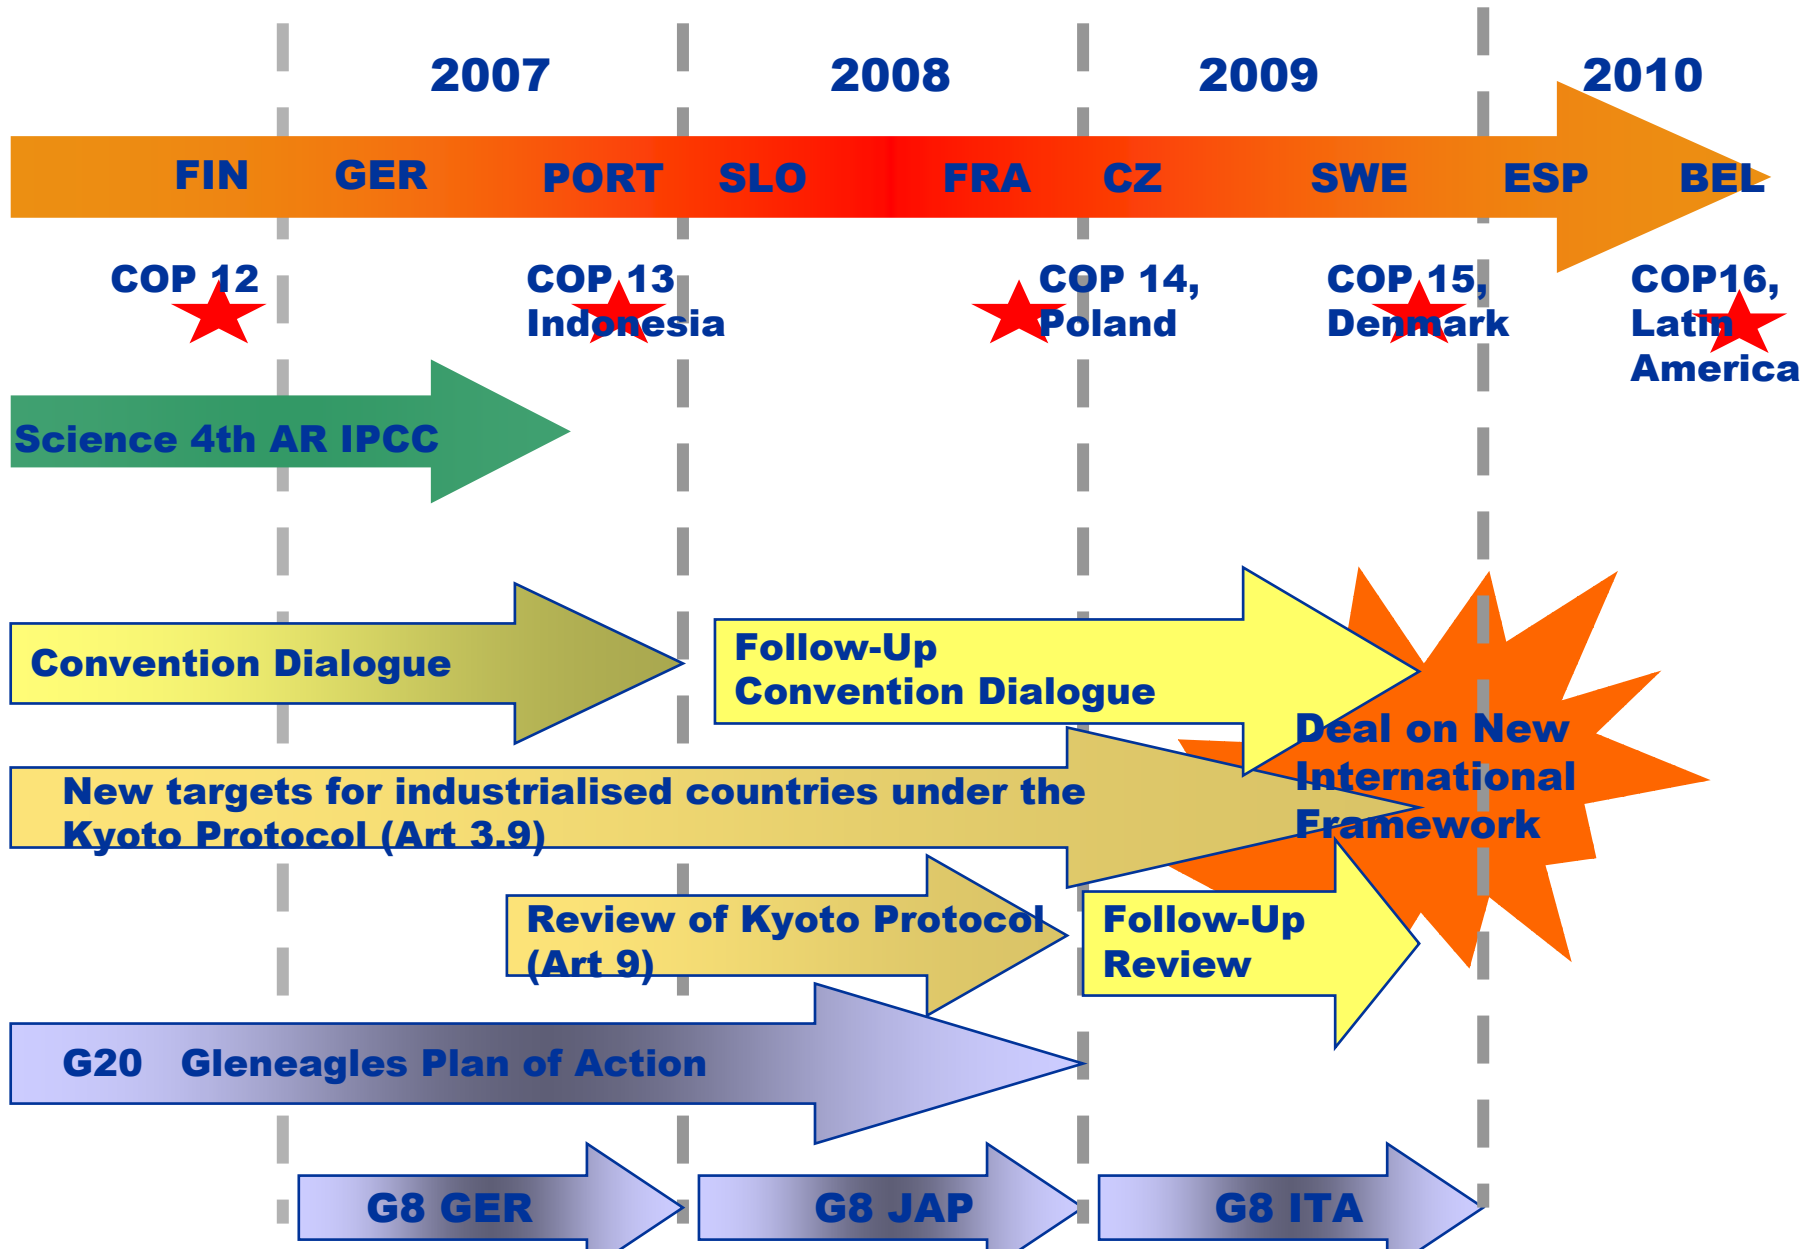 2007 2008 2009 2010
FIN GER PORT SLO FRA CZ SWE ESP BEL
COP 12
COP 13
Indonesia
COP 14,
Poland
COP 15,
Denmark
COP16,
Latin
America
Science 4th AR IPCC
Convention Dialogue
Follow-Up
Convention Dialogue
Deal on New
International
Framework
New targets for industrialised countries under the
Kyoto Protocol (Art 3.9)
Review of Kyoto Protocol
(Art 9)
Follow-Up
Review
G20 Gleneagles Plan of Action
G8 GER G8 JAP G8 ITA